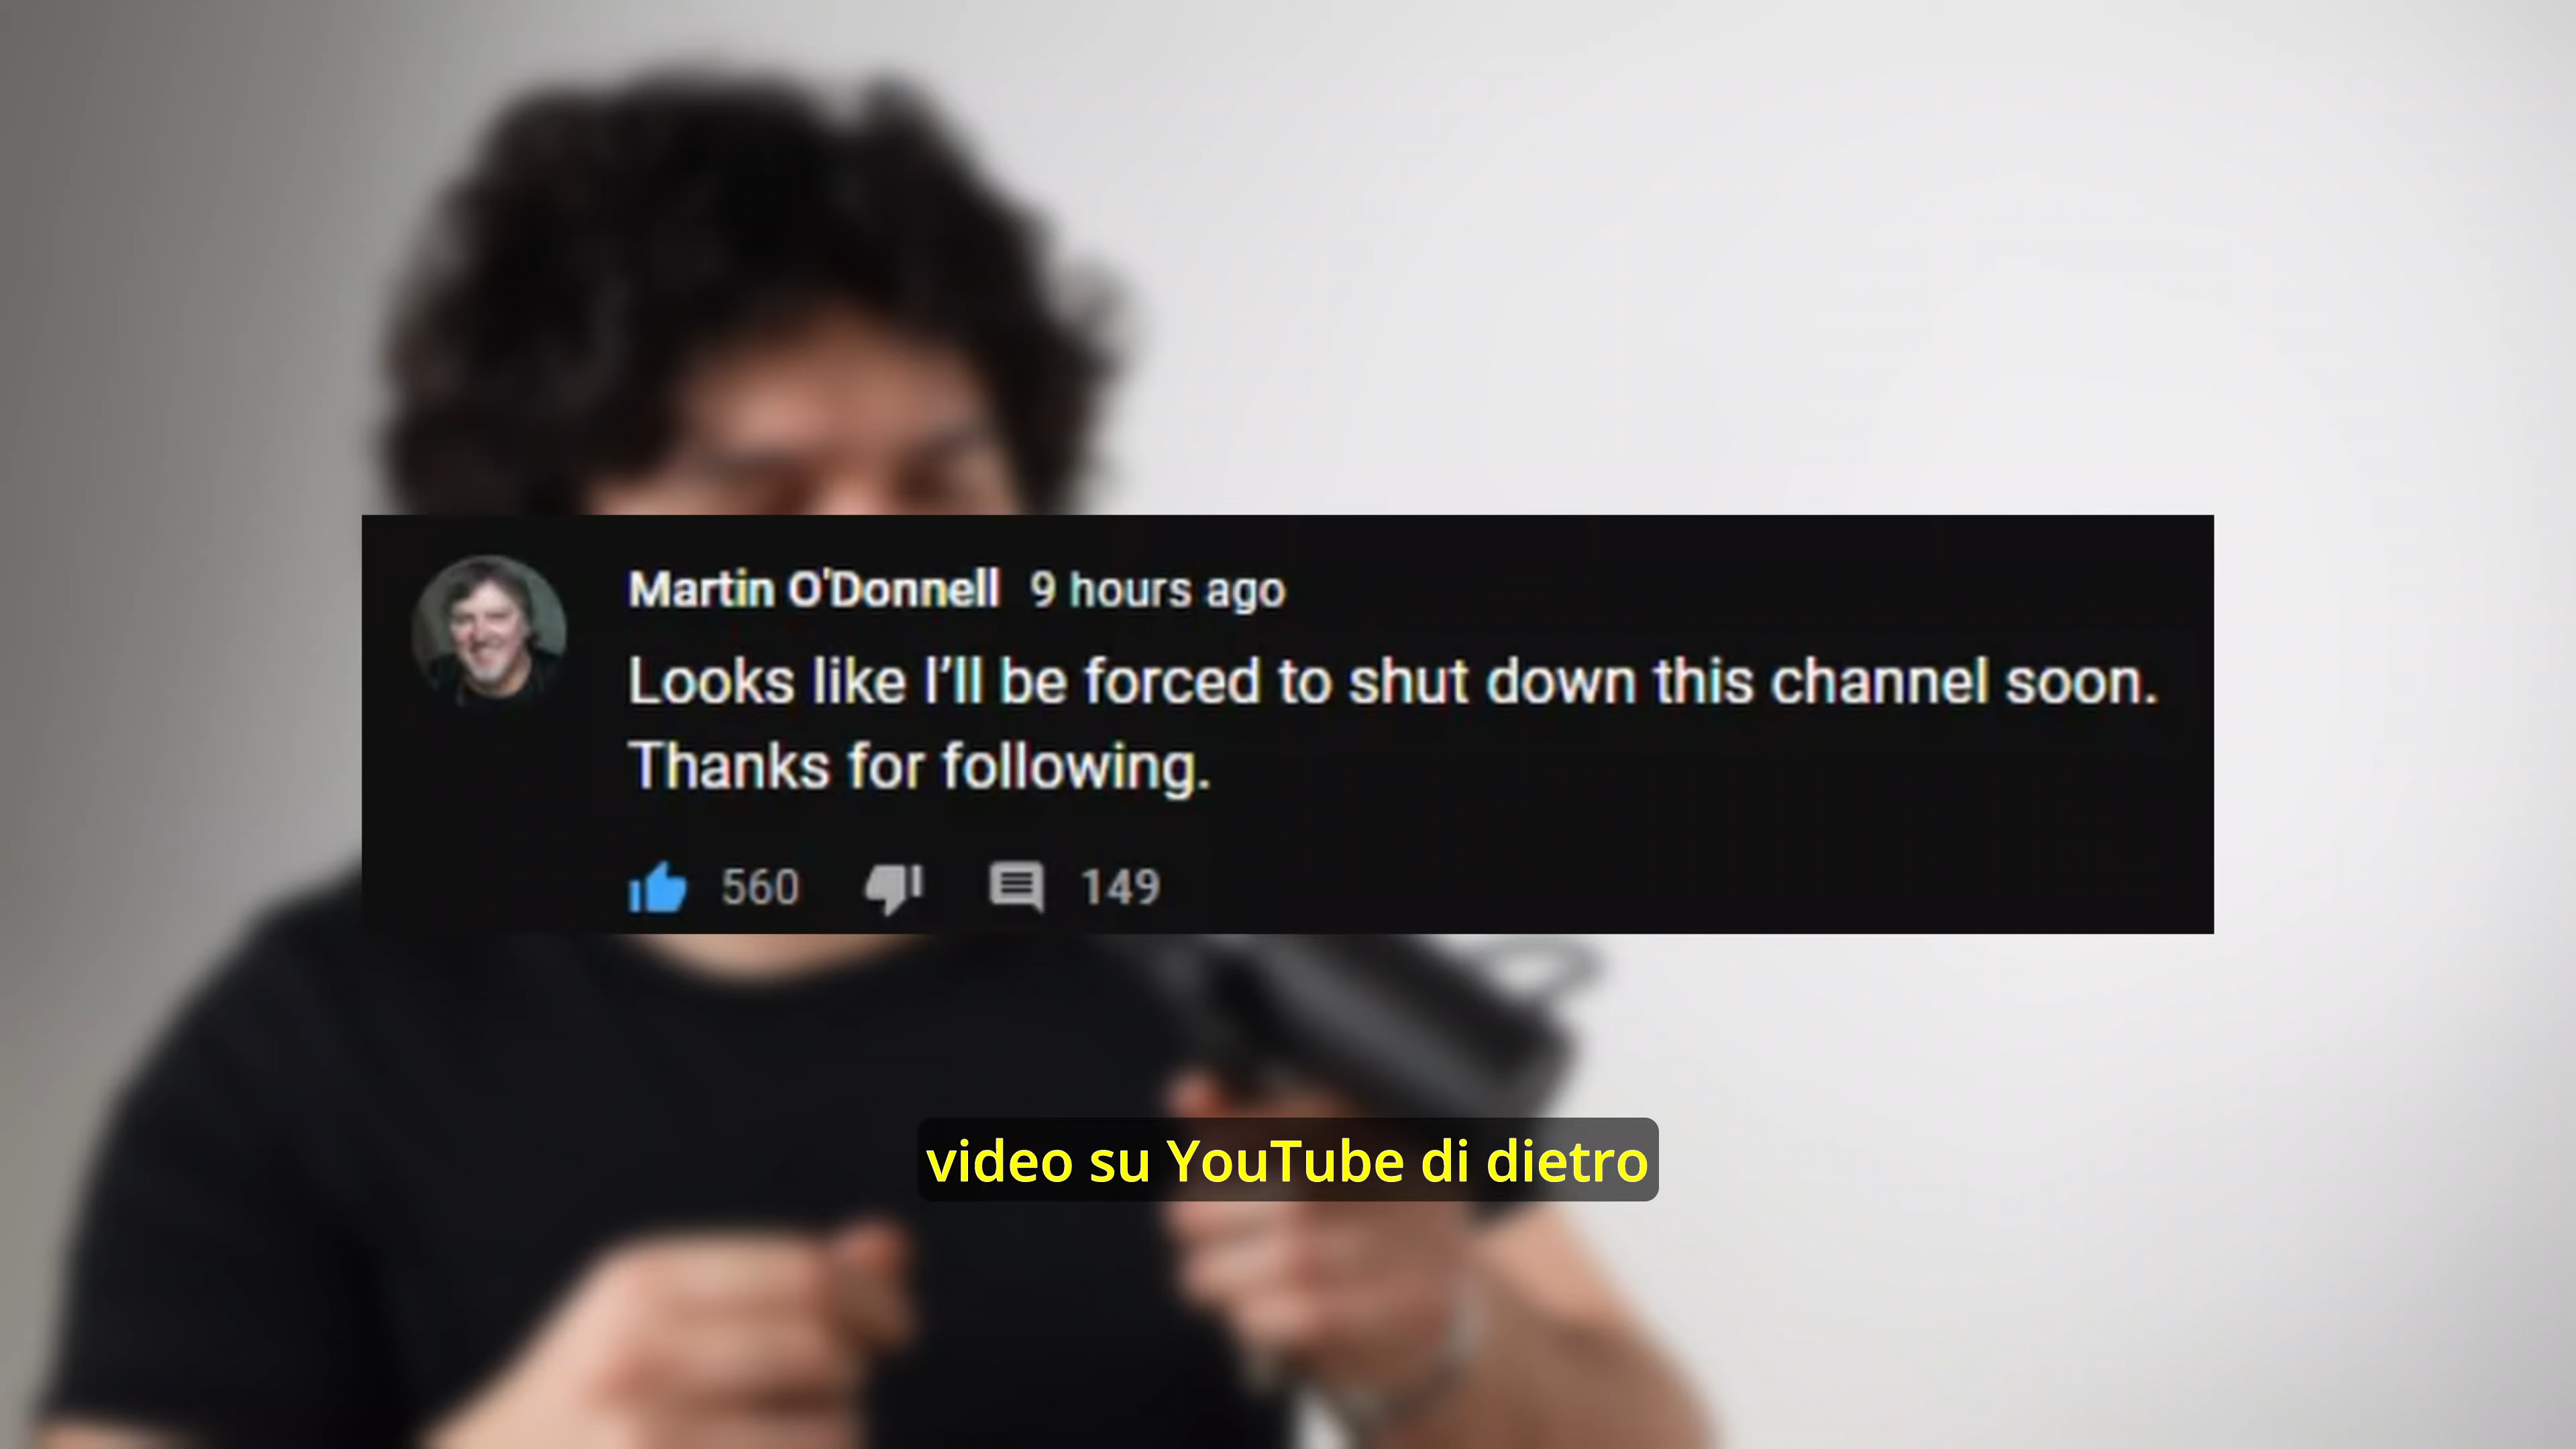 Martin O'Donnell 9 hours ago
Looks like I’ll be forced to shut down this channel soon.
Thanks for following.
560 149
video su YouTube di dietro